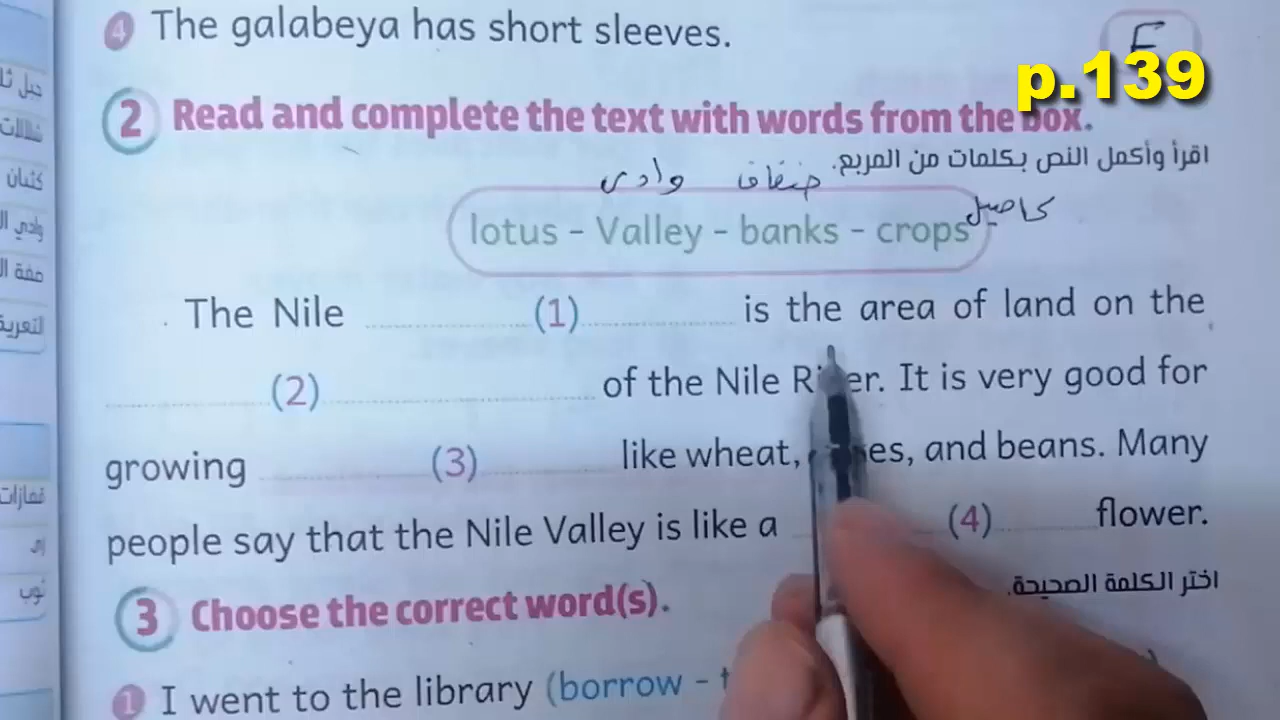 4 The galabeya has short sleeves.
F
p.139
2 Read and complete the text with words from the box.
اقرأ وأكمل النص بكلمات من المربع.
وادى ضفاف
محاصيل
lotus - Valley - banks - crops
The Nile (1) is the area of land on the
(2) of the Nile River. It is very good for
growing (3) like wheat, and beans. Many
people say that the Nile Valley is like a (4) flower.
اختر الكلمة الصحيحة.
3 Choose the correct word(s).
1 I went to the library (borrow -